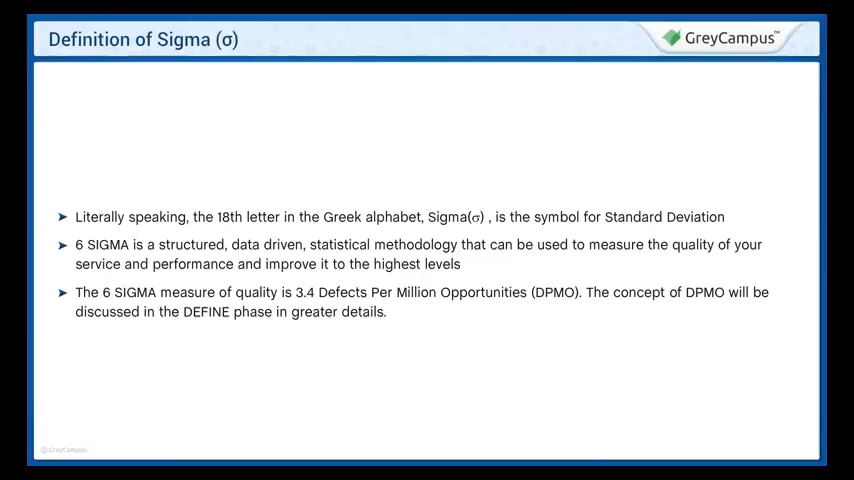 Definition of Sigma (σ)
GreyCampus™
➤ Literally speaking, the 18th letter in the Greek alphabet, Sigma(σ) , is the symbol for Standard Deviation
➤ 6 SIGMA is a structured, data driven, statistical methodology that can be used to measure the quality of your
service and performance and improve it to the highest levels
➤ The 6 SIGMA measure of quality is 3.4 Defects Per Million Opportunities (DPMO). The concept of DPMO will be
discussed in the DEFINE phase in greater details.
@GreyCampus